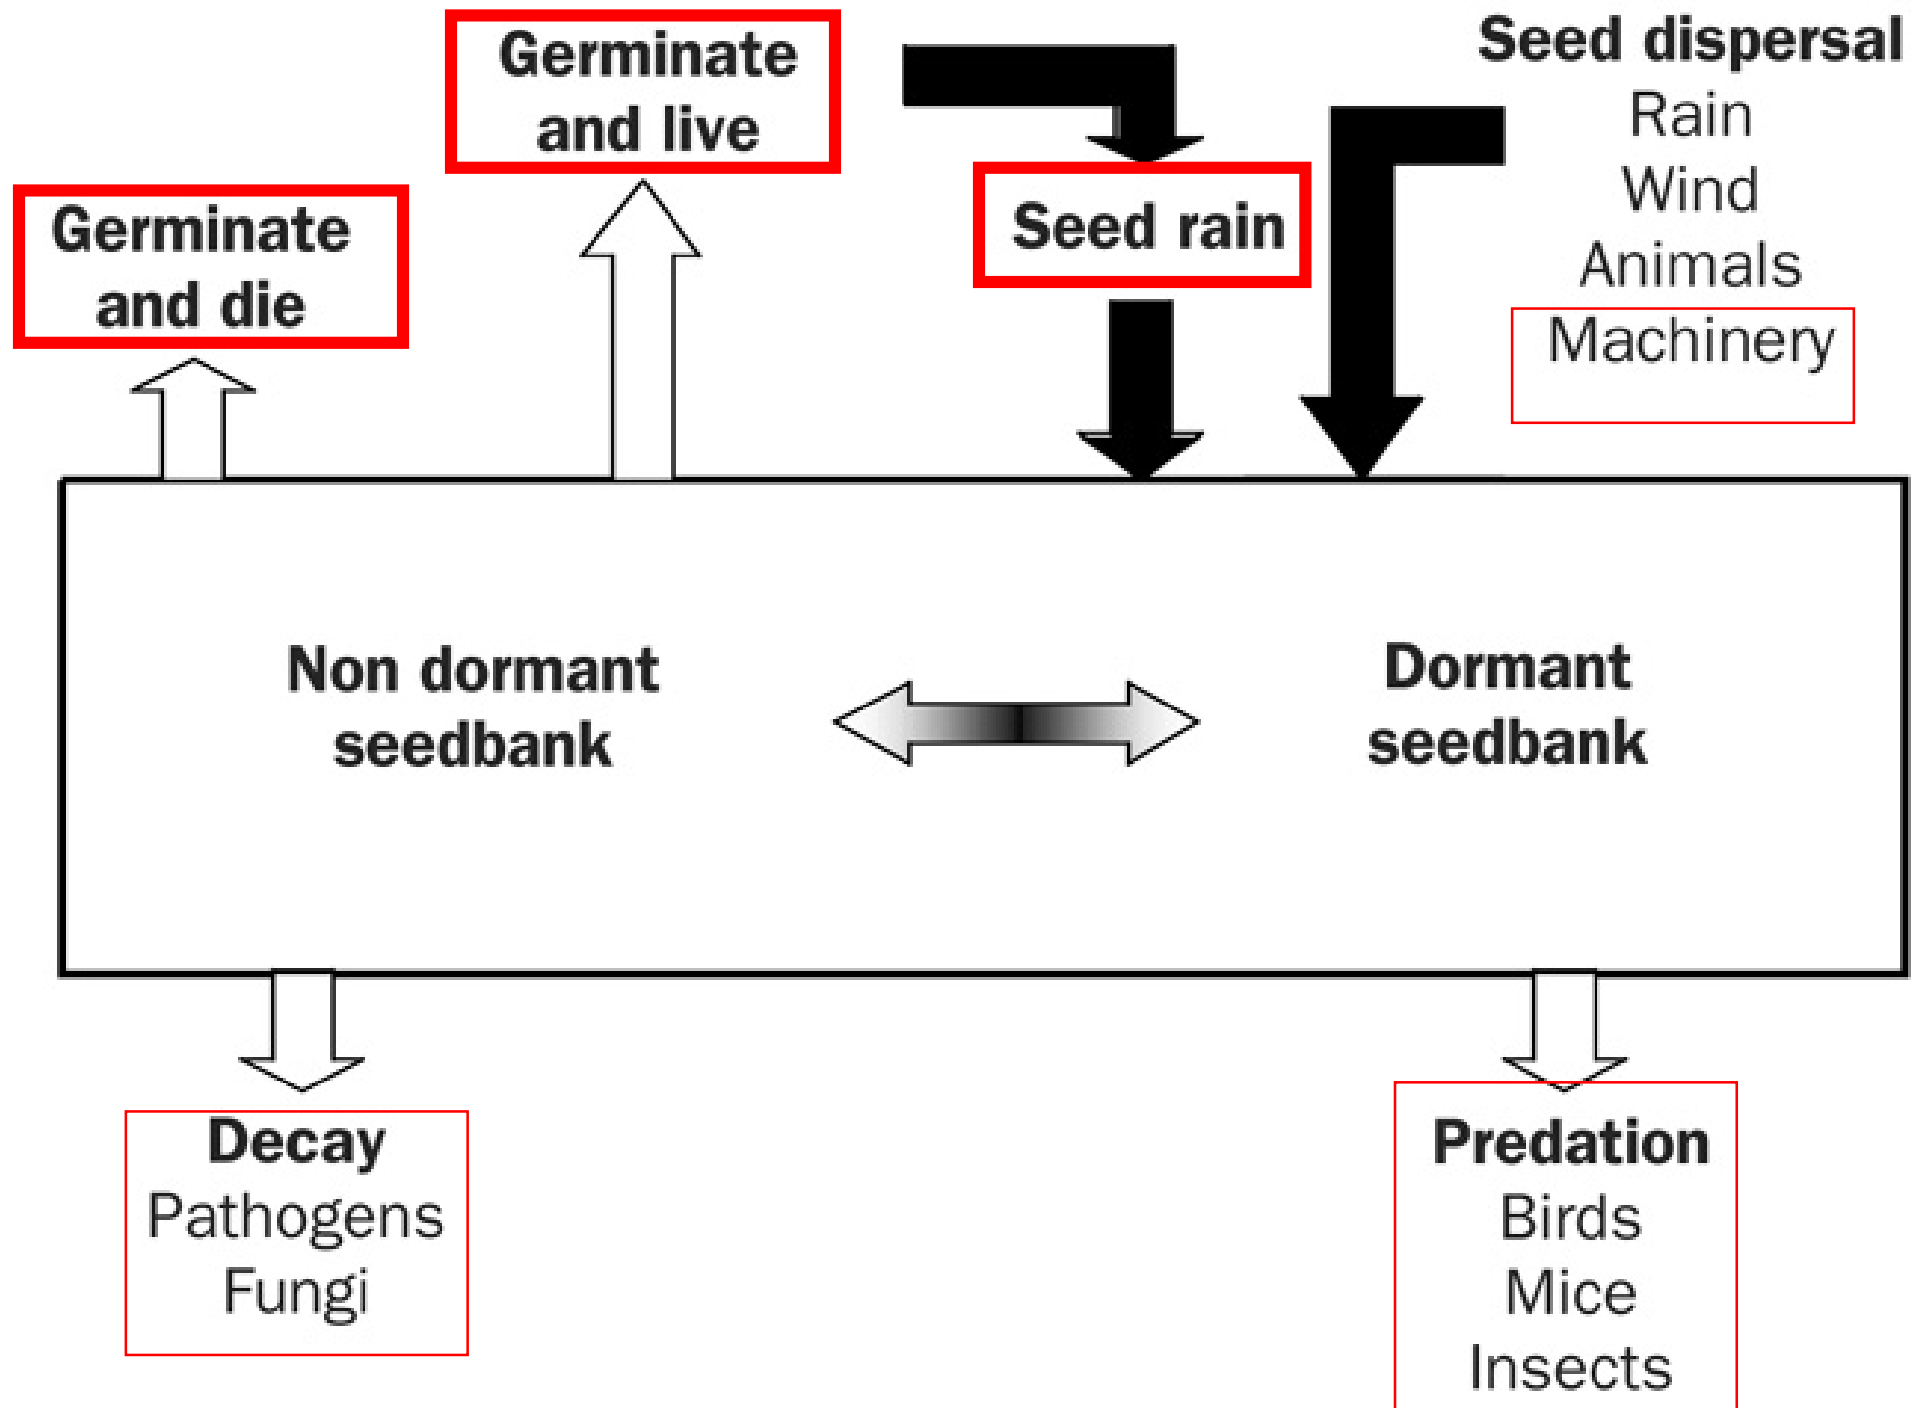 Germinate
and live
Seed dispersal
Rain
Wind
Animals
Machinery
Germinate
and die
Seed rain
Non dormant
seedbank
Dormant
seedbank
Decay
Pathogens
Fungi
Predation
Birds
Mice
Insects